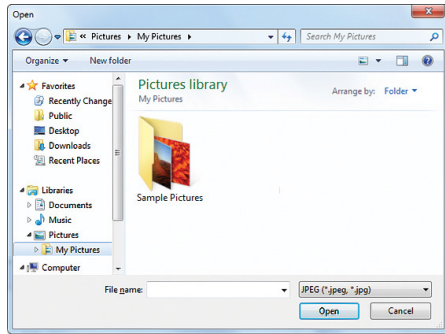 Open
« Pictures ▸ My Pictures ▸
Search My Pictures
Organize ▾ New folder
Favorites
Recently Change
Public
Desktop
Downloads
Recent Places
Libraries
Documents
Music
Pictures
My Pictures
Computer
Pictures library
My Pictures
Arrange by: Folder ▾
Sample Pictures
File name:
JPEG (*.jpeg, *.jpg)
Open Cancel